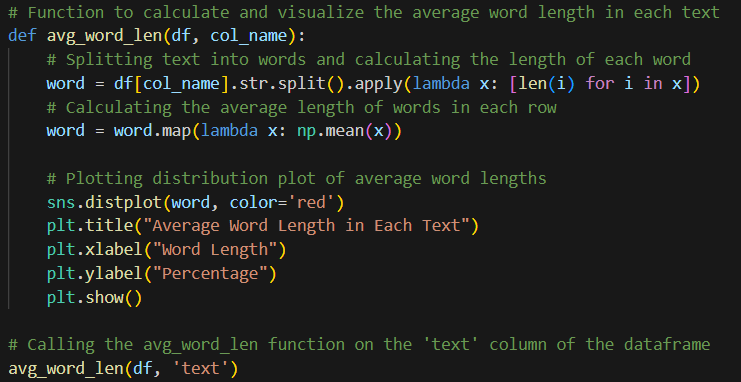 # Function to calculate and visualize the average word length in each text
def avg_word_len(df, col_name):
    # Splitting text into words and calculating the length of each word
    word = df[col_name].str.split().apply(lambda x: [len(i) for i in x])
    # Calculating the average length of words in each row
    word = word.map(lambda x: np.mean(x))

    # Plotting distribution plot of average word lengths
    sns.distplot(word, color='red')
    plt.title("Average Word Length in Each Text")
    plt.xlabel("Word Length")
    plt.ylabel("Percentage")
    plt.show()

# Calling the avg_word_len function on the 'text' column of the dataframe
avg_word_len(df, 'text')